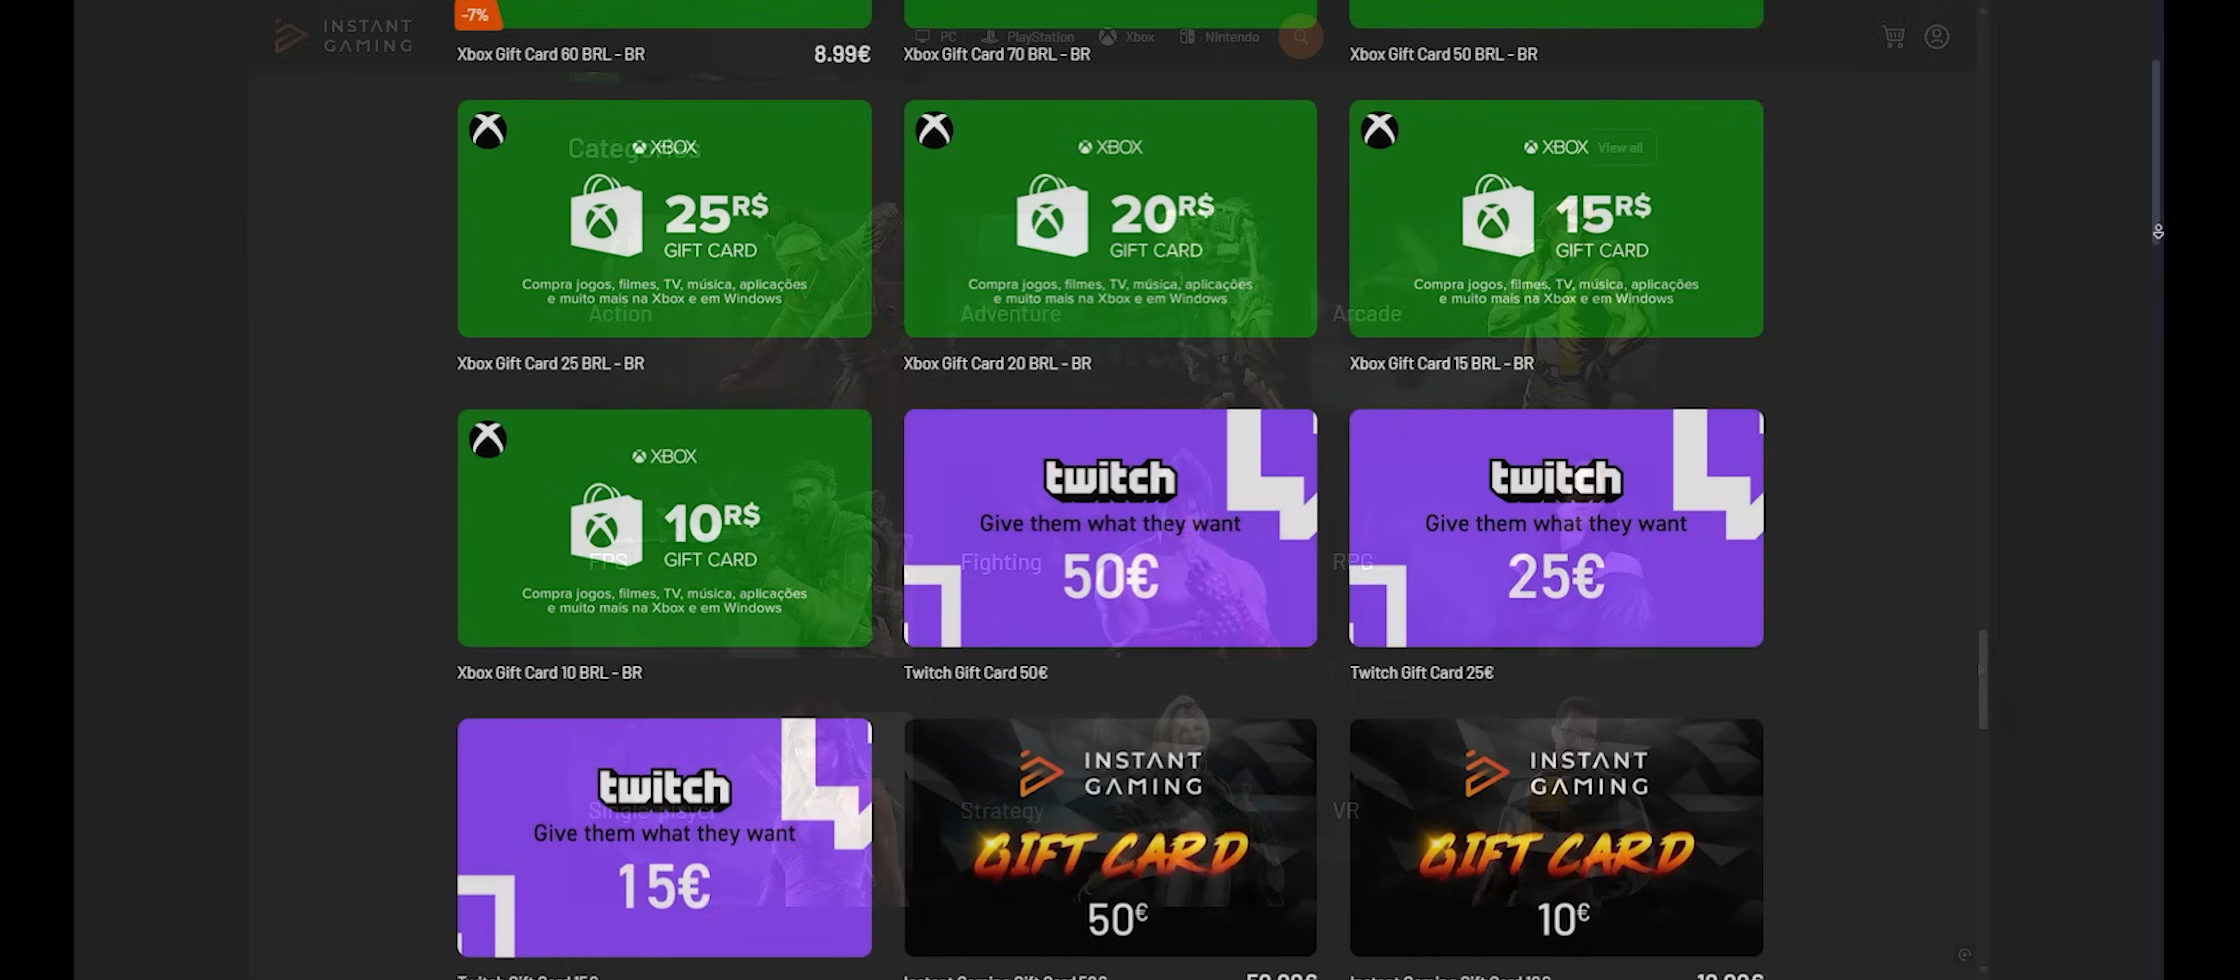 -7%
INSTANT GAMING
PC PlayStation Xbox Nintendo
Xbox Gift Card 60 BRL - BR 8.99€
Xbox Gift Card 70 BRL - BR
Xbox Gift Card 50 BRL - BR
Categories
View all
XBOX
25R$
GIFT CARD
Compra jogos, filmes, TV, música, aplicações
e muito mais na Xbox e em Windows
XBOX
20R$
GIFT CARD
Compra jogos, filmes, TV, música, aplicações
e muito mais na Xbox e em Windows
XBOX
15R$
GIFT CARD
Compra jogos, filmes, TV, música, aplicações
e muito mais na Xbox e em Windows
Action
Adventure
Arcade
Xbox Gift Card 25 BRL - BR
Xbox Gift Card 20 BRL - BR
Xbox Gift Card 15 BRL - BR
XBOX
10R$
GIFT CARD
Compra jogos, filmes, TV, música, aplicações
e muito mais na Xbox e em Windows
twitch
Give them what they want
50€
twitch
Give them what they want
25€
FPS
Fighting
RPG
Xbox Gift Card 10 BRL - BR
Twitch Gift Card 50€
Twitch Gift Card 25€
twitch
Give them what they want
15€
INSTANT
GAMING
GIFT CARD
50€
INSTANT
GAMING
GIFT CARD
10€
Single-player
Strategy
VR